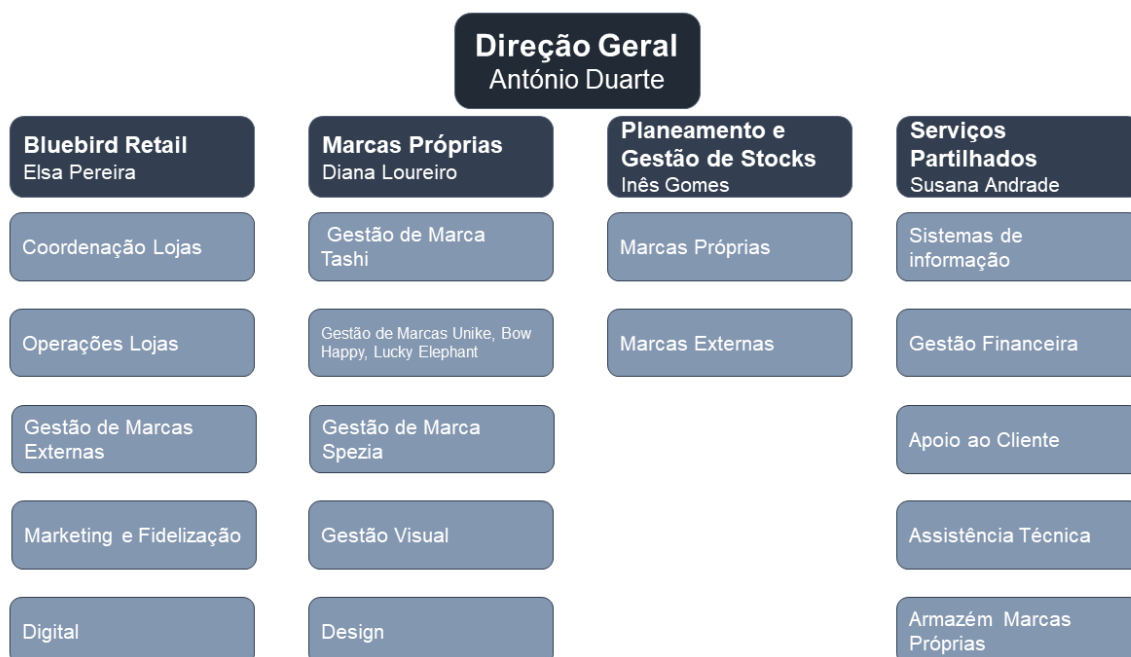 Direção Geral
António Duarte
Bluebird Retail
Elsa Pereira
Coordenação Lojas
Operações Lojas
Gestão de Marcas
Externas
Marketing e Fidelização
Digital
Marcas Próprias
Diana Loureiro
Gestão de Marca
Tashi
Gestão de Marcas Unike, Bow
Happy, Lucky Elephant
Gestão de Marca
Spezia
Gestão Visual
Design
Planeamento e
Gestão de Stocks
Inês Gomes
Marcas Próprias
Marcas Externas
Serviços
Partilhados
Susana Andrade
Sistemas de
informação
Gestão Financeira
Apoio ao Cliente
Assistência Técnica
Armazém Marcas
Próprias